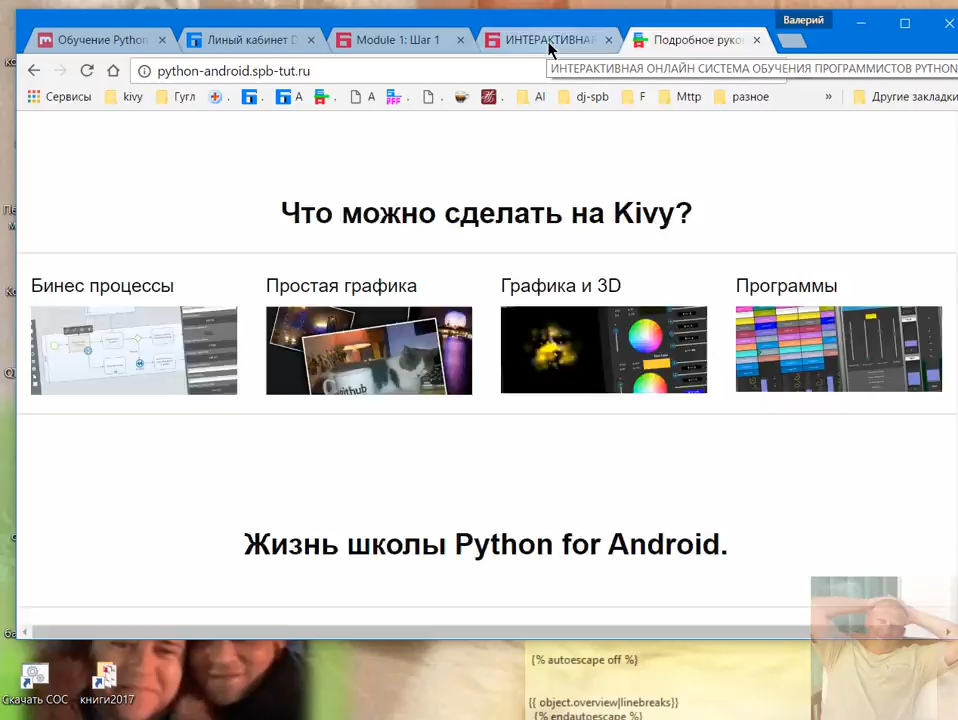 Валерий
Обучение Python
Линый кабинет
Module 1: Шаг 1
ИНТЕРАКТИВНАЯ
Подробное руко
python-android.spb-tut.ru
ИНТЕРАКТИВНАЯ ОНЛАЙН СИСТЕМА ОБУЧЕНИЯ ПРОГРАММИСТОВ PYTHON
Сервисы
kivy
Гугл
A
A
AI
dj-spb
F
Mttp
разное
»
Другие закладки
Что можно сделать на Kivy?
Бинес процессы
Простая графика
Графика и 3D
Программы
github
Жизнь школы Python for Android.
{% autoescape off %}
{{ object.overview|linebreaks}}
{% endautoescape %}
Скачать СОС
книги2017